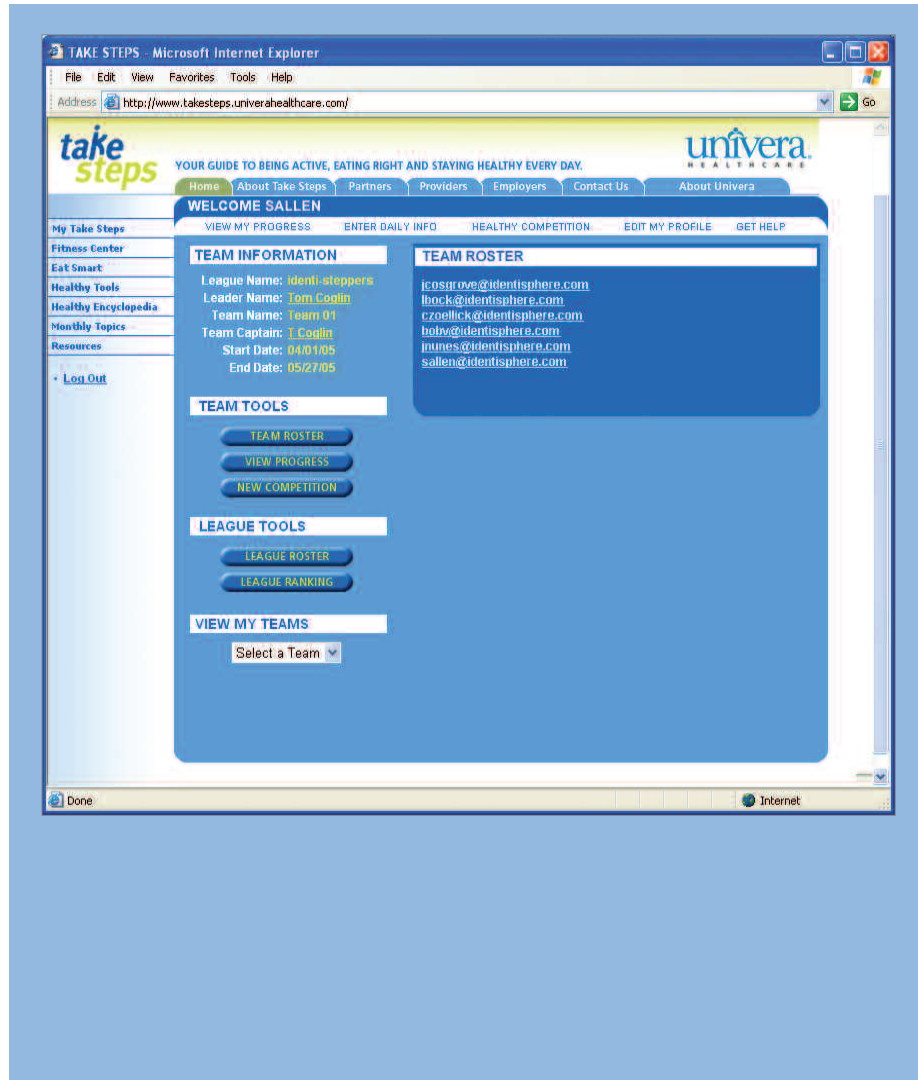 TAKE STEPS - Microsoft Internet Explorer
File Edit View Favorites Tools Help
Address http://www.takesteps.univerahealthcare.com/ Go
take
steps
YOUR GUIDE TO BEING ACTIVE, EATING RIGHT AND STAYING HEALTHY EVERY DAY.
univera
HEALTHCARE
Home About Take Steps Partners Providers Employers Contact Us About Univera
WELCOME SALLEN
VIEW MY PROGRESS ENTER DAILY INFO HEALTHY COMPETITION EDIT MY PROFILE GET HELP
My Take Steps
Fitness Center
Eat Smart
Healthy Tools
Healthy Encyclopedia
Monthly Topics
Resources
· Log Out
TEAM INFORMATION
League Name: identi-steppers
Leader Name: Tom Coglin
Team Name: Team 01
Team Captain: T Coglin
Start Date: 04/01/05
End Date: 05/27/05
TEAM TOOLS
TEAM ROSTER
VIEW PROGRESS
NEW COMPETITION
LEAGUE TOOLS
LEAGUE ROSTER
LEAGUE RANKING
VIEW MY TEAMS
Select a Team
TEAM ROSTER
jcosgrove@identisphere.com
lbock@identisphere.com
czoellick@identisphere.com
bobv@identisphere.com
jnunes@identisphere.com
sallen@identisphere.com
Done Internet